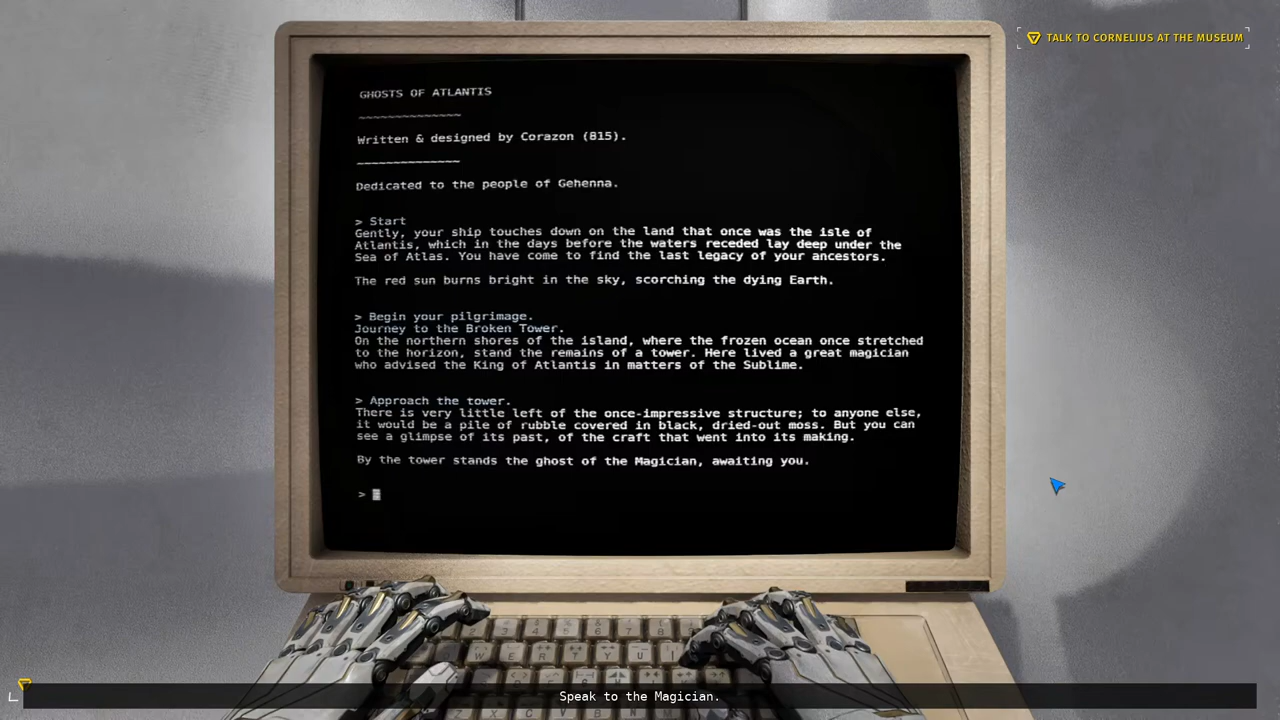 TALK TO CORNELIUS AT THE MUSEUM
GHOSTS OF ATLANTIS
~~~~~~~~~~~~~~
Written & designed by Corazon (815).
~~~~~~~~~~~~~~
Dedicated to the people of Gehenna.
> Start
Gently, your ship touches down on the land that once was the isle of
Atlantis, which in the days before the waters receded lay deep under the
Sea of Atlas. You have come to find the last legacy of your ancestors.
The red sun burns bright in the sky, scorching the dying Earth.
> Begin your pilgrimage.
Journey to the Broken Tower.
On the northern shores of the island, where the frozen ocean once stretched
to the horizon, stand the remains of a tower. Here lived a great magician
who advised the King of Atlantis in matters of the Sublime.
> Approach the tower.
There is very little left of the once-impressive structure; to anyone else,
it would be a pile of rubble covered in black, dried-out moss. But you can
see a glimpse of its past, of the craft that went into its making.
By the tower stands the ghost of the Magician, awaiting you.
>
W E R T Y U I
Z X C V B N M
Speak to the Magician.